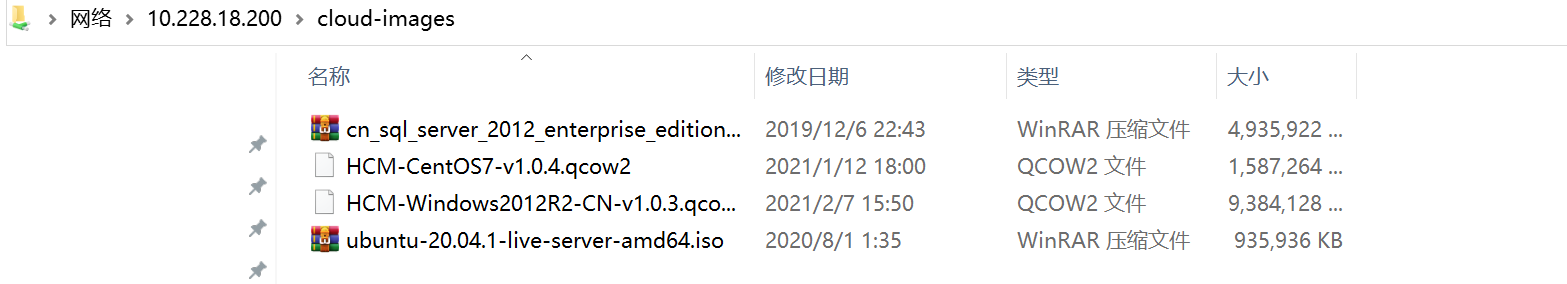 网络 > 10.228.18.200 > cloud-images
名称 修改日期 类型 大小
cn_sql_server_2012_enterprise_edition... 2019/12/6 22:43 WinRAR 压缩文件 4,935,922 ...
HCM-CentOS7-v1.0.4.qcow2 2021/1/12 18:00 QCOW2 文件 1,587,264 ...
HCM-Windows2012R2-CN-v1.0.3.qco... 2021/2/7 15:50 QCOW2 文件 9,384,128 ...
ubuntu-20.04.1-live-server-amd64.iso 2020/8/1 1:35 WinRAR 压缩文件 935,936 KB